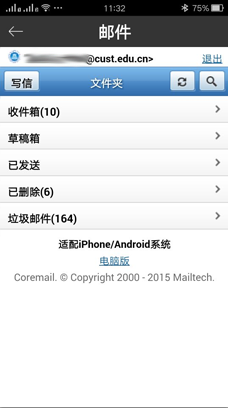 11:32
75%
邮件
@cust.edu.cn>
退出
写信
文件夹
收件箱(10)
草稿箱
已发送
已删除(6)
垃圾邮件(164)
适配iPhone/Android系统
电脑版
Coremail. © Copyright 2000 - 2015 Mailtech.